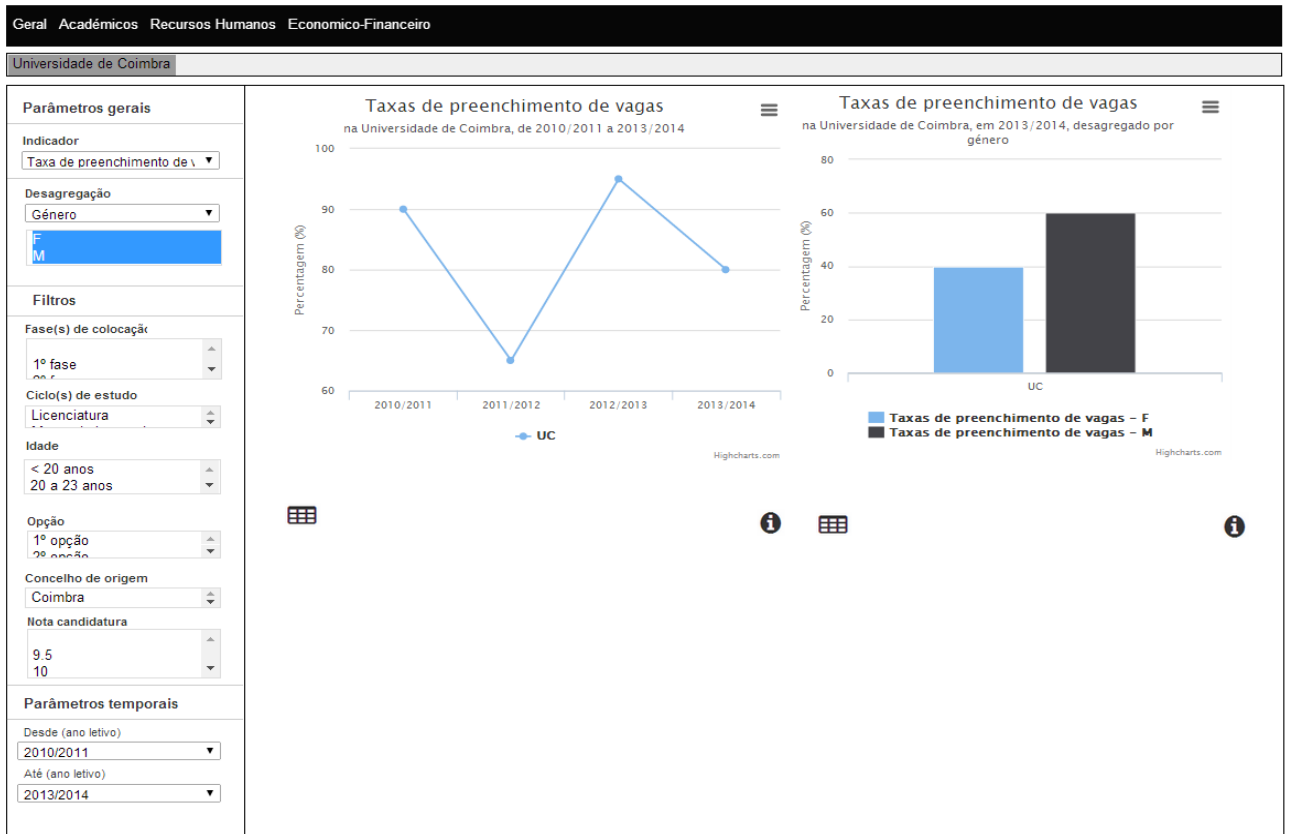 Geral Académicos Recursos Humanos Economico-Financeiro
Universidade de Coimbra
Parâmetros gerais
Indicador
Taxa de preenchimento de
Desagregação
Género
F
M
Filtros
Fase(s) de colocaçã
1º fase
Ciclo(s) de estudo
Licenciatura
Idade
< 20 anos
20 a 23 anos
Opção
1º opção
2º opção
Concelho de origem
Coimbra
Nota candidatura
9.5
10
Parâmetros temporais
Desde (ano letivo)
2010/2011
Até (ano letivo)
2013/2014
Taxas de preenchimento de vagas
na Universidade de Coimbra, de 2010/2011 a 2013/2014
Percentagem (%)
100
90
80
70
60
2010/2011 2011/2012 2012/2013 2013/2014
UC
Highcharts.com
Taxas de preenchimento de vagas
na Universidade de Coimbra, em 2013/2014, desagregado por
género
Percentagem (%)
80
60
40
20
0
UC
Taxas de preenchimento de vagas - F
Taxas de preenchimento de vagas - M
Highcharts.com